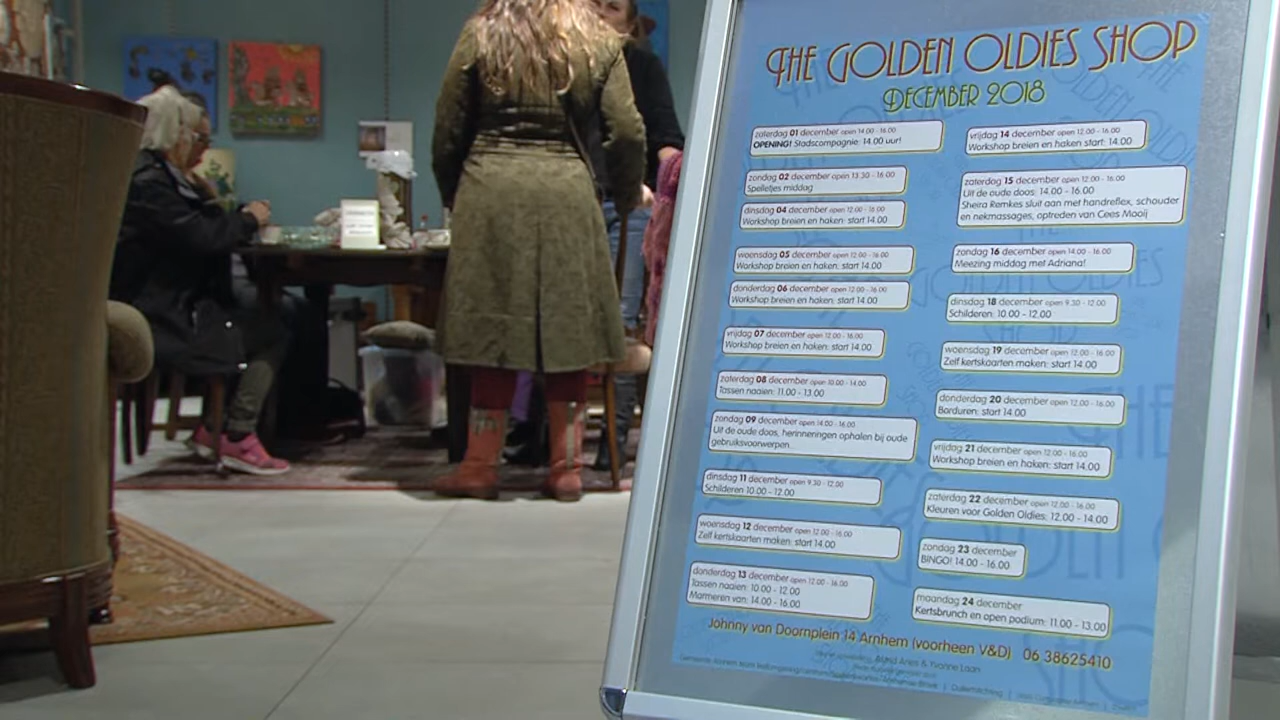 THE GOLDEN OLDIES SHOP
DECEMBER 2018
zaterdag 01 december open 14.00 - 16.00
OPENING! Stadscompagnie: 14.00 uur!
zondag 02 december open 13.30 - 16.00
Spelletjes middag
dinsdag 04 december open 12.00 - 16.00
Workshop breien en haken: start 14.00
woensdag 05 december open 12.00 - 16.00
Workshop breien en haken: start 14.00
donderdag 06 december open 12.00 - 16.00
Workshop breien en haken: start 14.00
vrijdag 07 december open 12.00 - 16.00
Workshop breien en haken: start 14.00
zaterdag 08 december open 10.00 - 14.00
Tassen naaien: 11.00 - 13.00
zondag 09 december open 14.00 - 16.00
Uit de oude doos, herinneringen ophalen bij oude
gebruiksvoorwerpen...
dinsdag 11 december open 9.30 - 12.00
Schilderen 10.00 - 12.00
woensdag 12 december open 12.00 - 16.00
Zelf kertskaarten maken: start 14.00
donderdag 13 december open 12.00 - 16.00
Tassen naaien: 10.00 - 12.00
Marmeren van: 14.00 - 16.00
vrijdag 14 december open 12.00 - 16.00
Workshop breien en haken start: 14.00
zaterdag 15 december open 12.00 - 16.00
Uit de oude doos: 14.00 - 16.00
Sheira Remkes sluit aan met handreflex, schouder
en nekmassages, optreden van Cees Mooij
zondag 16 december open 14.00 - 16.00
Meezing middag met Adriana!
dinsdag 18 december open 9.30 - 12.00
Schilderen: 10.00 - 12.00
woensdag 19 december open 12.00 - 16.00
Zelf kertskaarten maken: start 14.00
donderdag 20 december open 12.00 - 16.00
Borduren: start 14.00
vrijdag 21 december open 12.00 - 16.00
Workshop breien en haken: start 14.00
zaterdag 22 december open 12.00 - 16.00
Kleuren voor Golden Oldies: 12.00 - 14.00
zondag 23 december
BINGO! 14.00 - 16.00
maandag 24 december
Kertsbrunch en open podium: 11.00 - 13.00
Johnny van Doornplein 14 Arnhem (voorheen V&D) 06 38625410